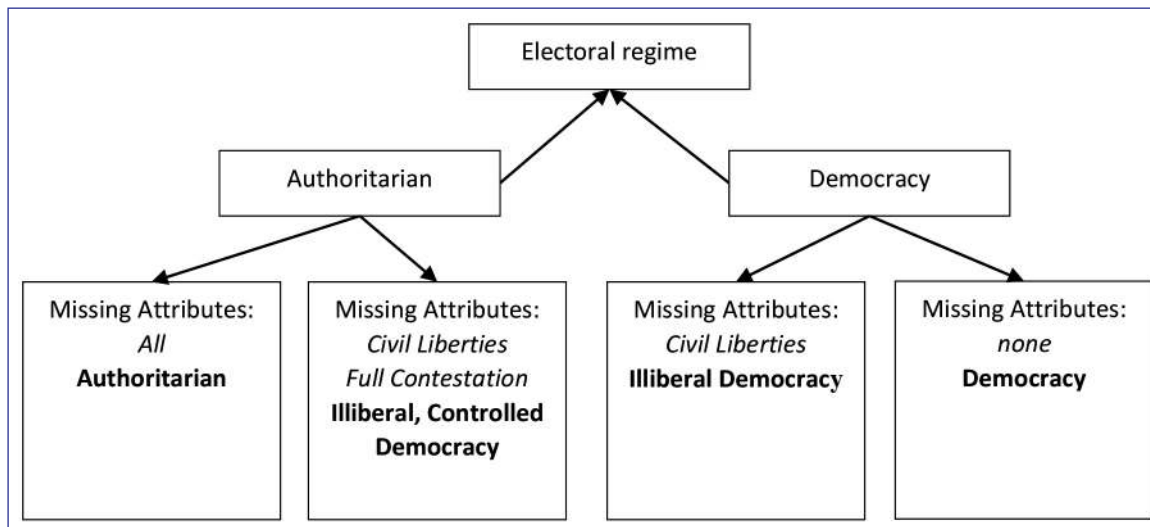 Electoral regime
Authoritarian
Democracy
Missing Attributes:
All
Authoritarian
Missing Attributes:
Civil Liberties
Full Contestation
Illiberal, Controlled
Democracy
Missing Attributes:
Civil Liberties
Illiberal Democracy
Missing Attributes:
none
Democracy